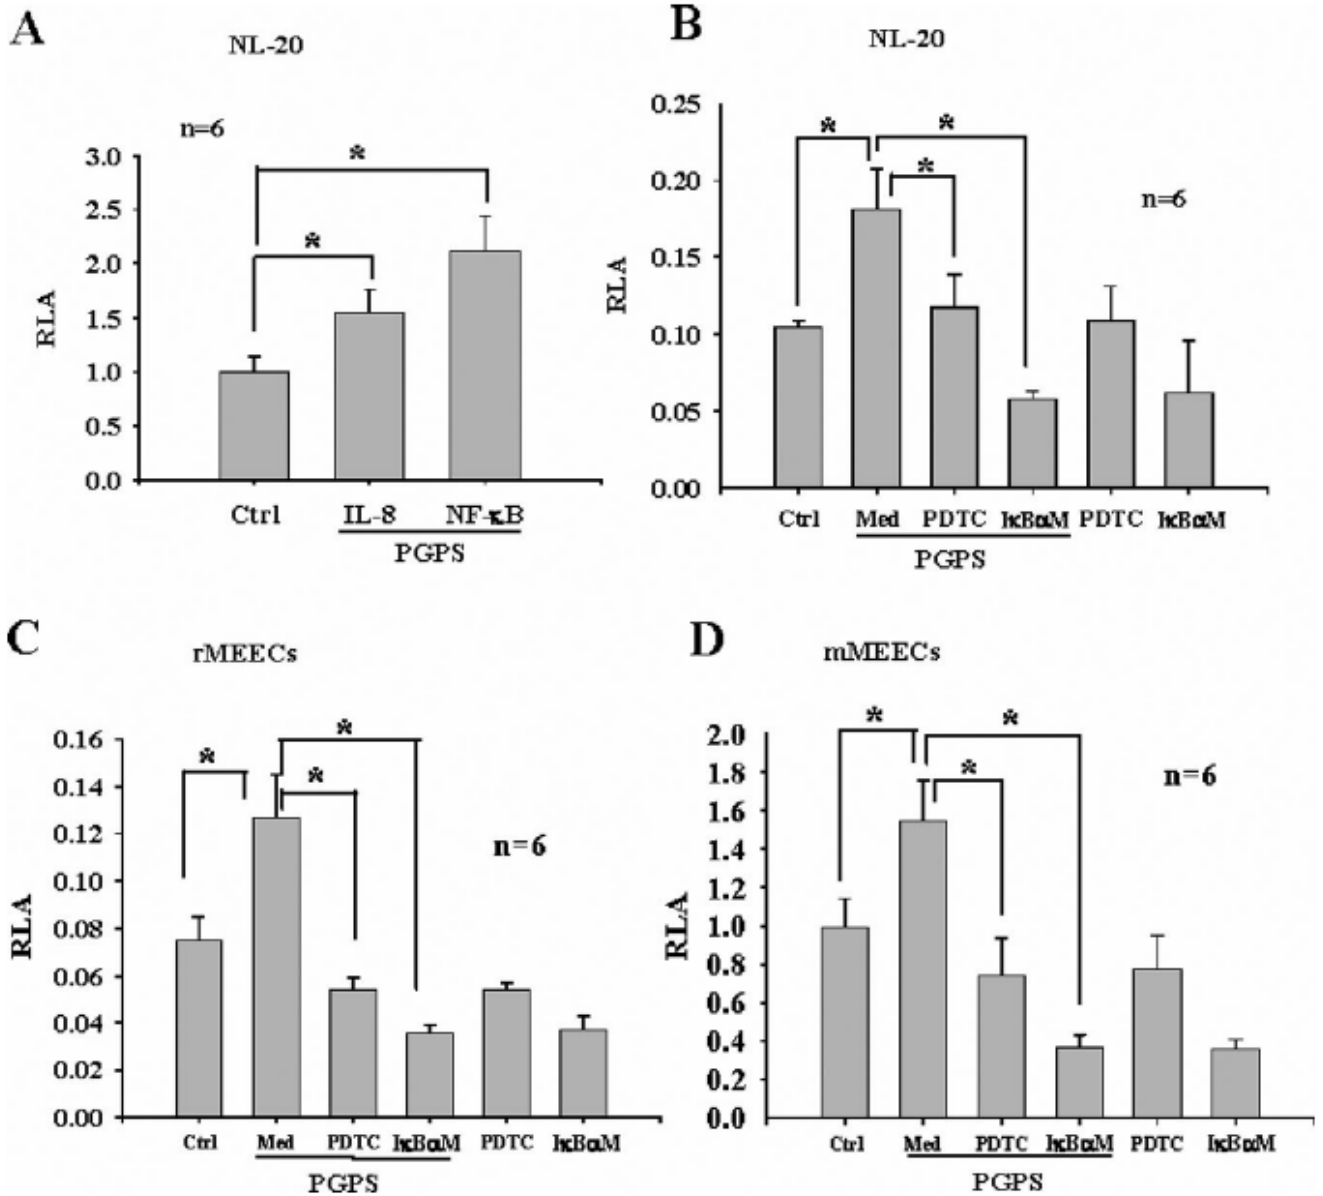 A
NL-20
n=6
*
*
RLA
3.0
2.5
2.0
1.5
1.0
0.5
0.0
Ctrl IL-8 NF-κB
PGPS
B
NL-20
n=6
* *
*
RLA
0.25
0.20
0.15
0.10
0.05
0.00
Ctrl Med PDTC IκBαM PDTC IκBαM
PGPS
C
rMEECs
n=6
*
*
*
RLA
0.16
0.14
0.12
0.10
0.08
0.06
0.04
0.02
0.00
Ctrl Med PDTC IκBαM PDTC IκBαM
PGPS
D
mMEECs
n=6
* *
*
RLA
2.0
1.8
1.6
1.4
1.2
1.0
0.8
0.6
0.4
0.2
0.0
Ctrl Med PDTC IκBαM PDTC IκBαM
PGPS